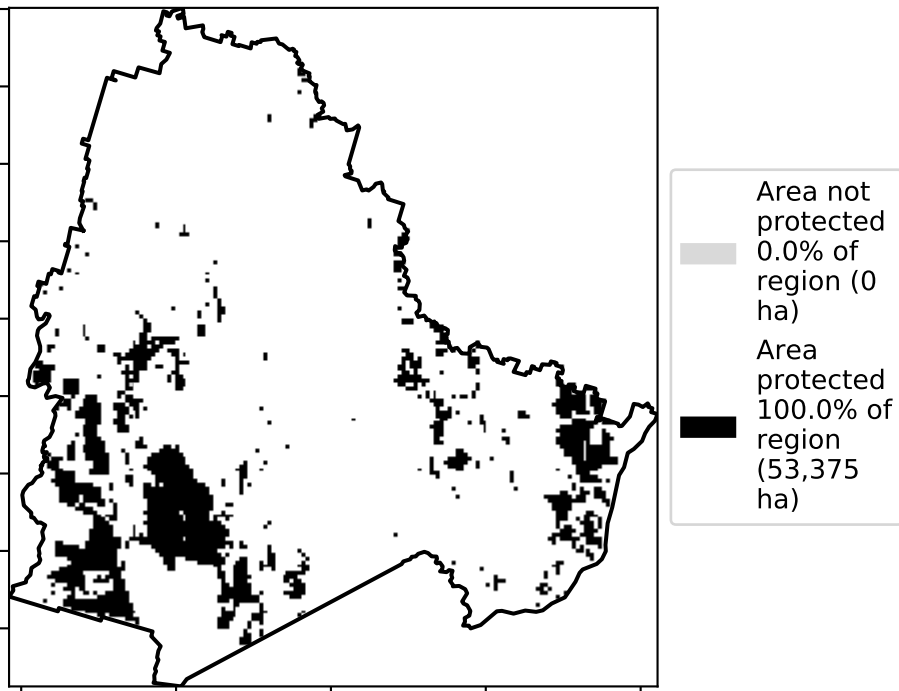 Area not
protected
0.0% of
region (0
ha)
Area
protected
100.0% of
region
(53,375
ha)